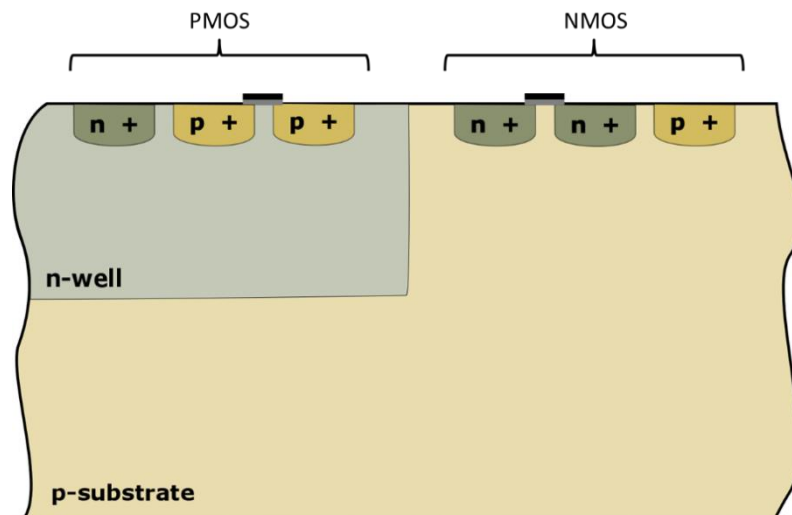 PMOS
NMOS
n +
p +
p +
n +
n +
p +
n-well
p-substrate